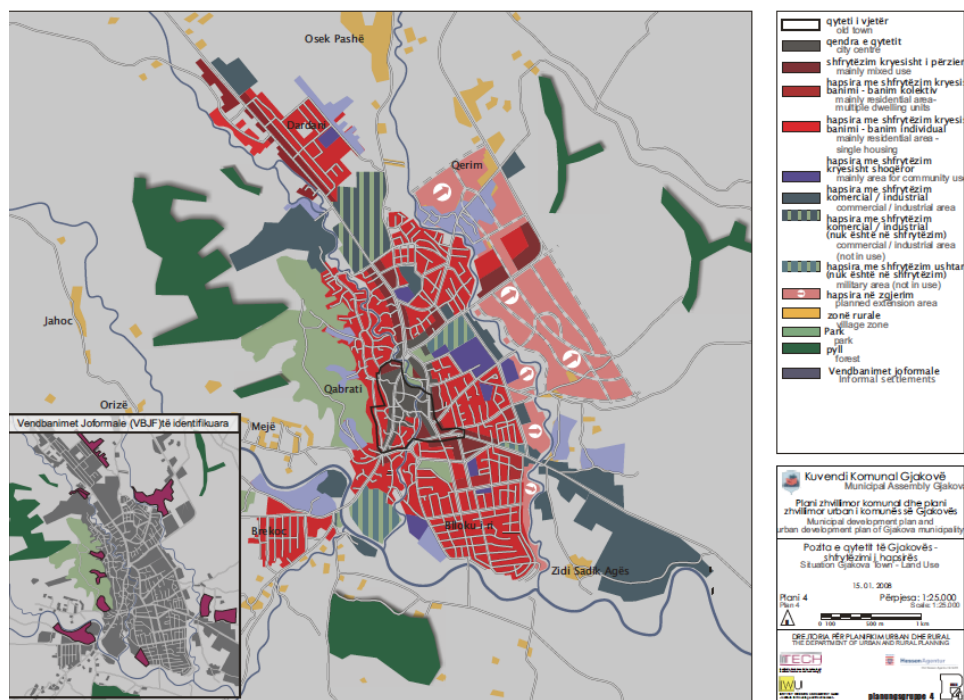 Osek Pashë
Dardani
Qerim
Jahoc
Qabrati
Orizë
Mejë
Brekoc
Blloku i ri
Zidi Sadik Agës
Vendbanimet Joformale (VBJF)të identifikuara
qyteti i vjetër
old town
qendra e qytetit
city centre
shfrytëzim kryesisht i përzier
mainly mixed use
hapsira me shfrytëzim kryesis
banimi - banim kolektiv
mainly residential area-
multiple dwelling units
hapsira me shfrytëzim kryesis
banimi - banim individual
mainly residential area -
single housing
hapsira me shfrytëzim
kryesisht shoqëror
mainly area for community use
hapsira me shfrytëzim
komercial / industrial
commercial / industrial area
hapsira me shfrytëzim
komercial / industrial
(nuk është në shfrytëzim)
commercial / industrial area
(not in use)
hapsira me shfrytëzim ushtar
(nuk është në shfrytëzim)
military area (not in use)
hapsira në zgjerim
planned extension area
zonë rurale
village zone
Park
park
pyll
forest
Vendbanimet joformale
Informal settlements
Kuvendi Komunal Gjakovë
Municipal Assembly Gjakova
Plani zhvillimor komunal dhe plani
zhvillimor urban i komunës së Gjakovës
Municipal development plan and
urban development plan of Gjakova municipality
Pozita e qytetit të Gjakovës -
shfrytëzimi i hapsirës
Situation Gjakova Town - Land Use
15.01. 2008
Plani 4 Përpjesa: 1:25.000
Plan 4 Scale: 1:25.000
0 100 500 m 1 km
DREJTORIA PËR PLANIFIKIM URBAN DHE RURAL
THE DEPARTMENT OF URBAN AND RURAL PLANNING
TECH
HessenAgentur
IWU
planungsgruppe 4